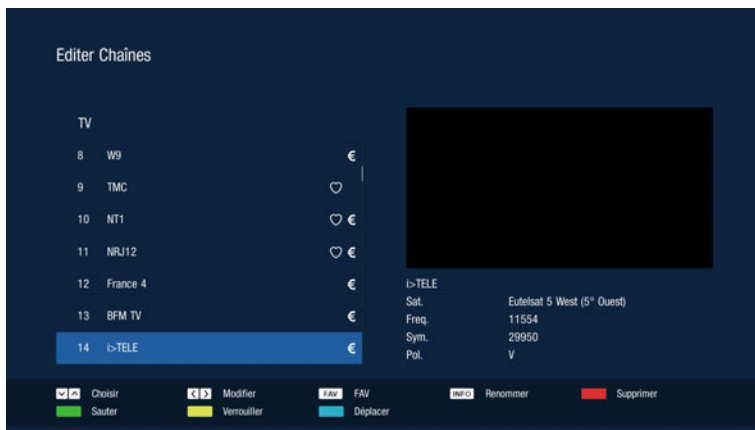 Editer Chaînes
TV
8 W9 €
9 TMC
10 NT1 €
11 NRJ12 €
12 France 4 €
13 BFM TV €
14 i>TELE €
i>TELE
Sat. Eutelsat 5 West (5° Ouest)
Freq. 11554
Sym. 29950
Pol. V
Choisir Modifier FAV FAV INFO Renommer Supprimer
Sauter Verrouiller Déplacer